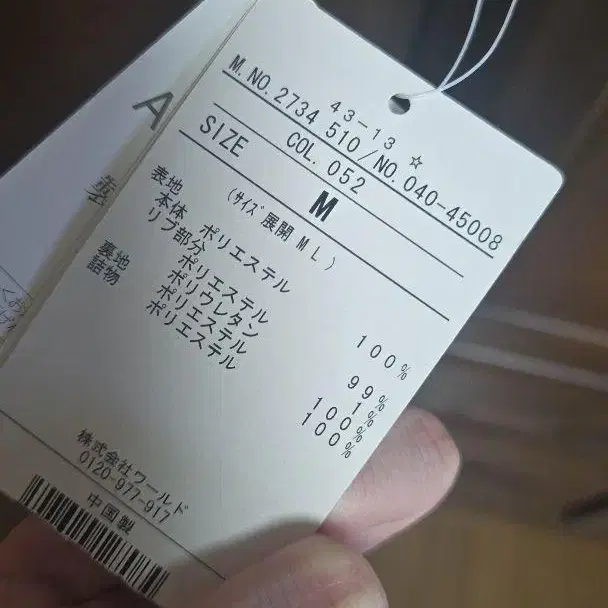 43-13 ☆
M.NO.2734 510/NO.040-45008
COL. 052
SIZE M
(サイズ展開 M L)
表地
本体 ポリエステル 100%
リブ部分
ポリエステル 99%
ポリウレタン 1%
裏地 ポリエステル 100%
詰物 ポリエステル 100%
株式会社ワールド
0120-977-917
中国製
A